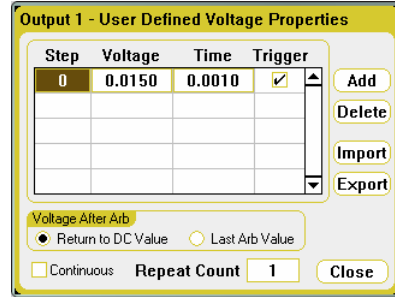 Output 1 - User Defined Voltage Properties
Step Voltage Time Trigger
0 0.0150 0.0010
Add
Delete
Import
Export
Voltage After Arb
Return to DC Value Last Arb Value
Continuous Repeat Count 1 Close